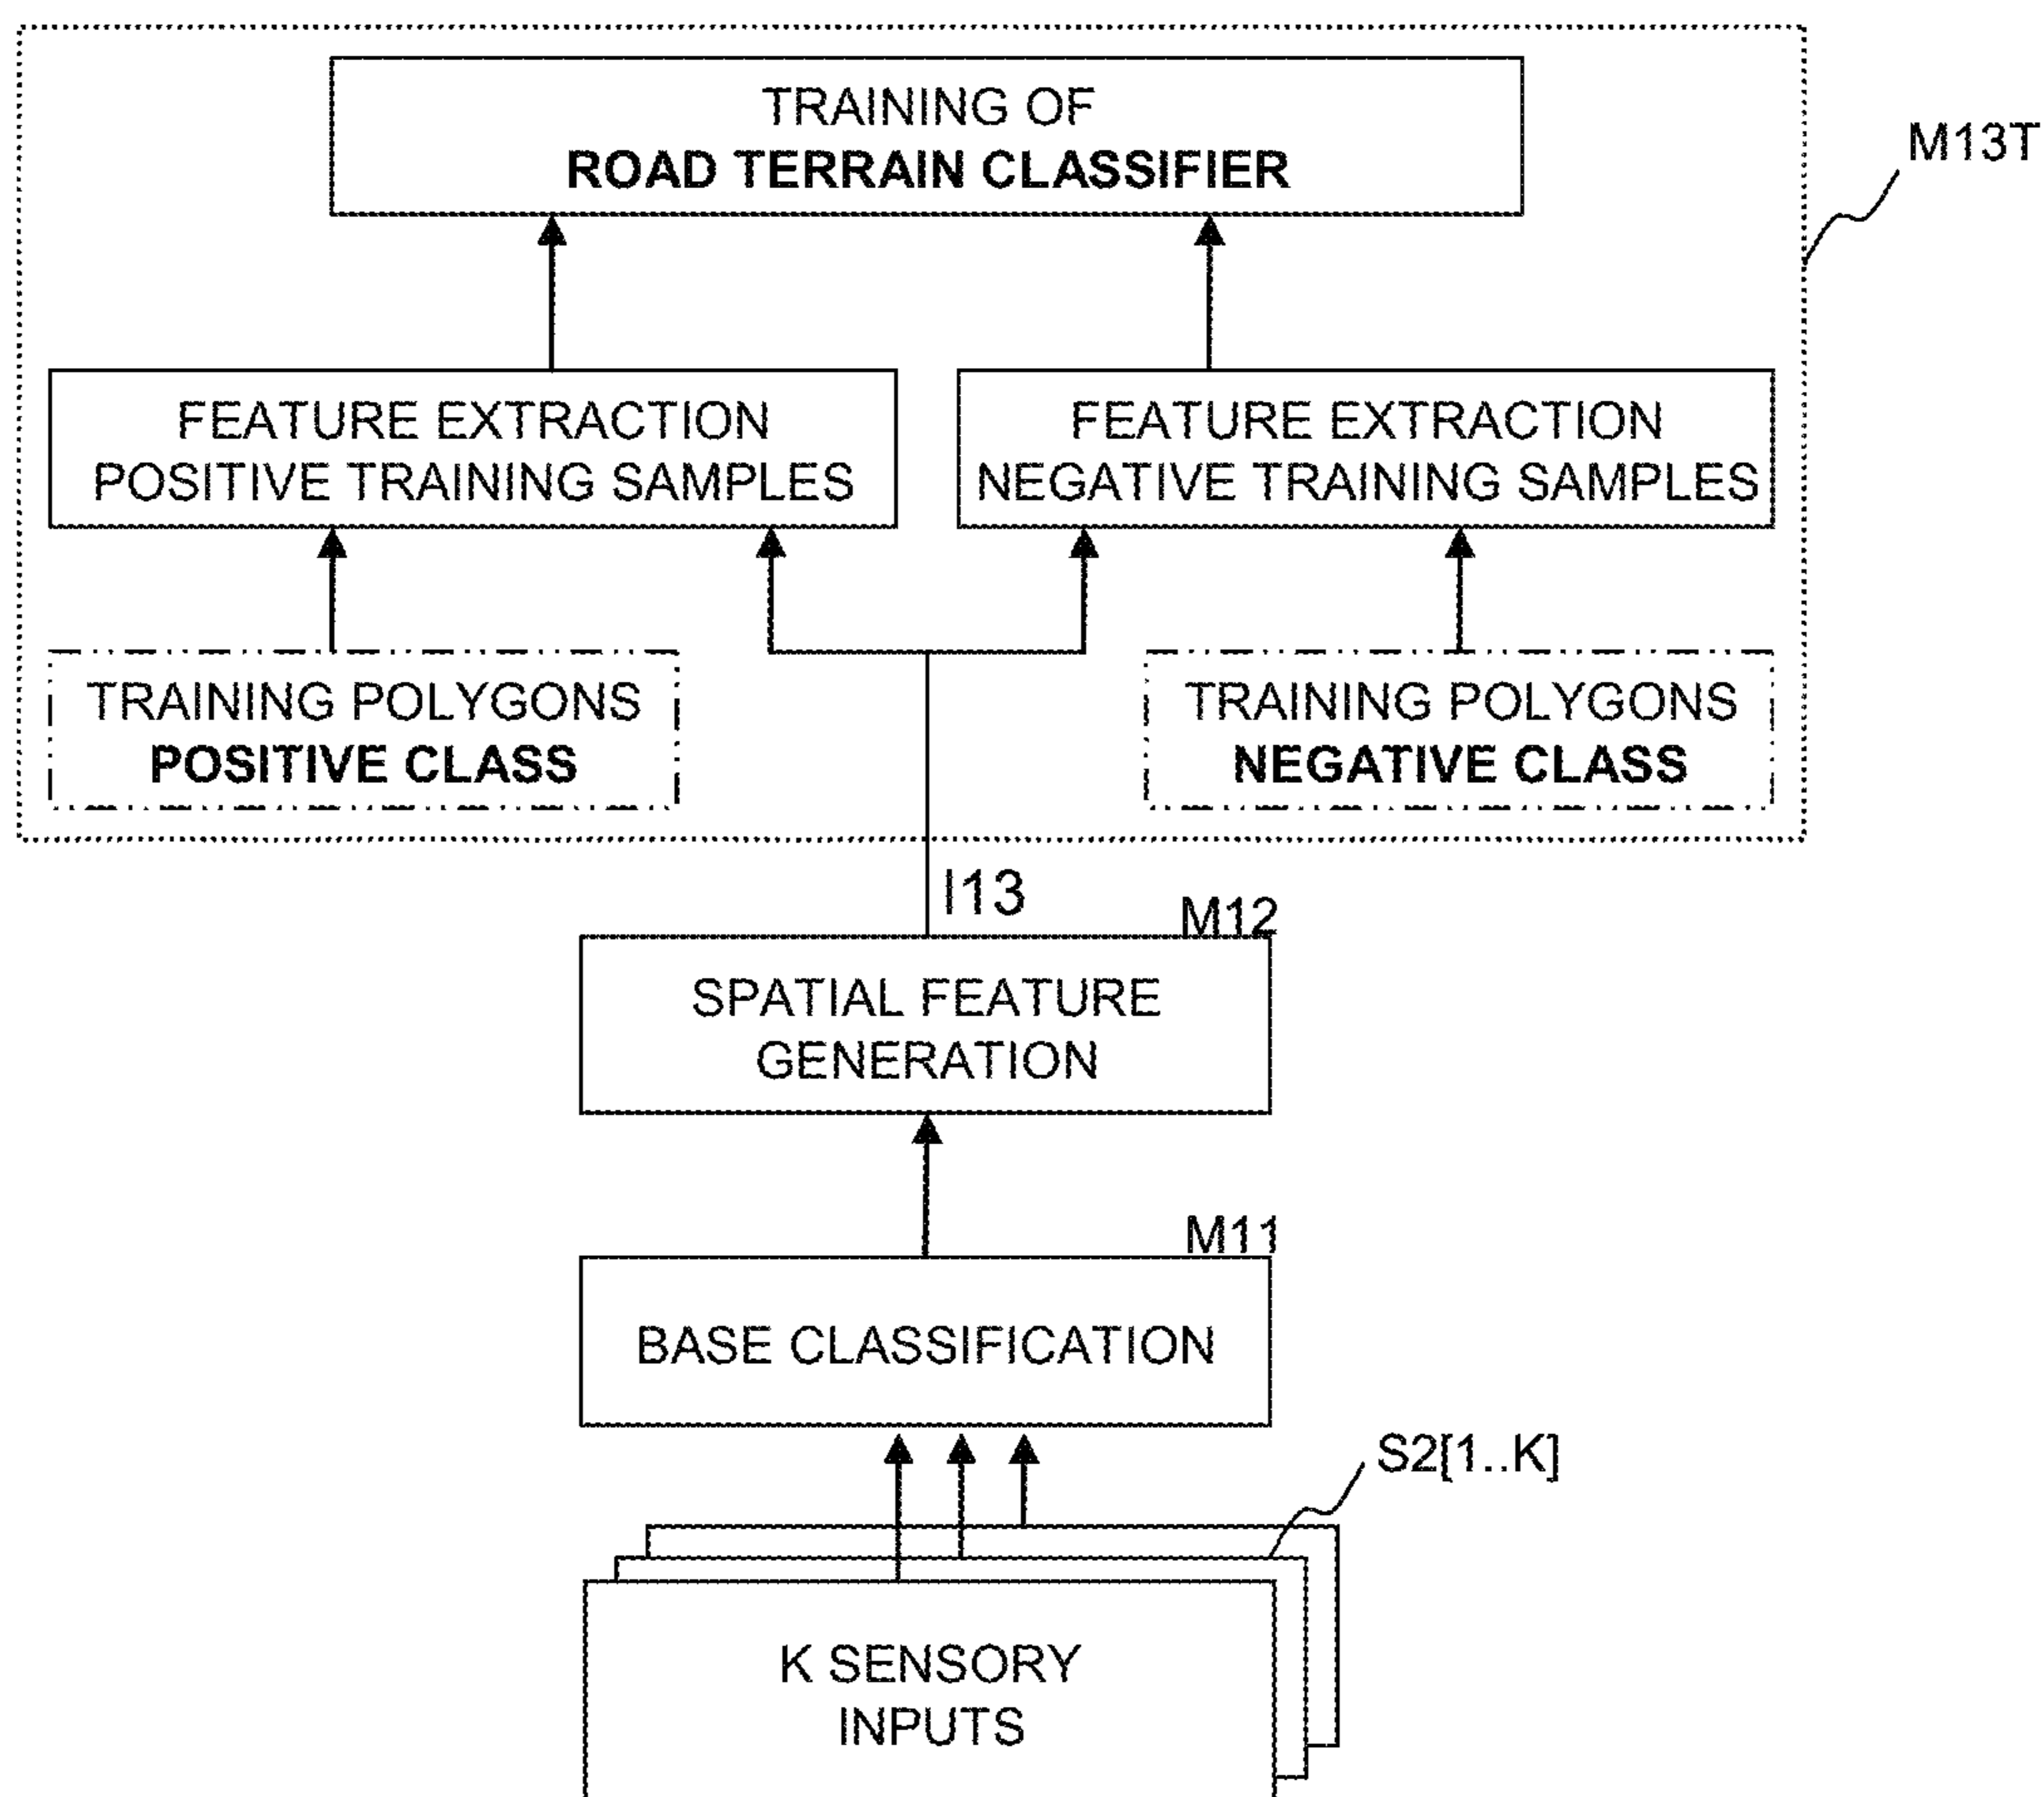 TRAINING OF
ROAD TERRAIN CLASSIFIER
M13T
FEATURE EXTRACTION
POSITIVE TRAINING SAMPLES
FEATURE EXTRACTION
NEGATIVE TRAINING SAMPLES
TRAINING POLYGONS
POSITIVE CLASS
TRAINING POLYGONS
NEGATIVE CLASS
I13
M12
SPATIAL FEATURE
GENERATION
M11
BASE CLASSIFICATION
S2[1..K]
K SENSORY
INPUTS